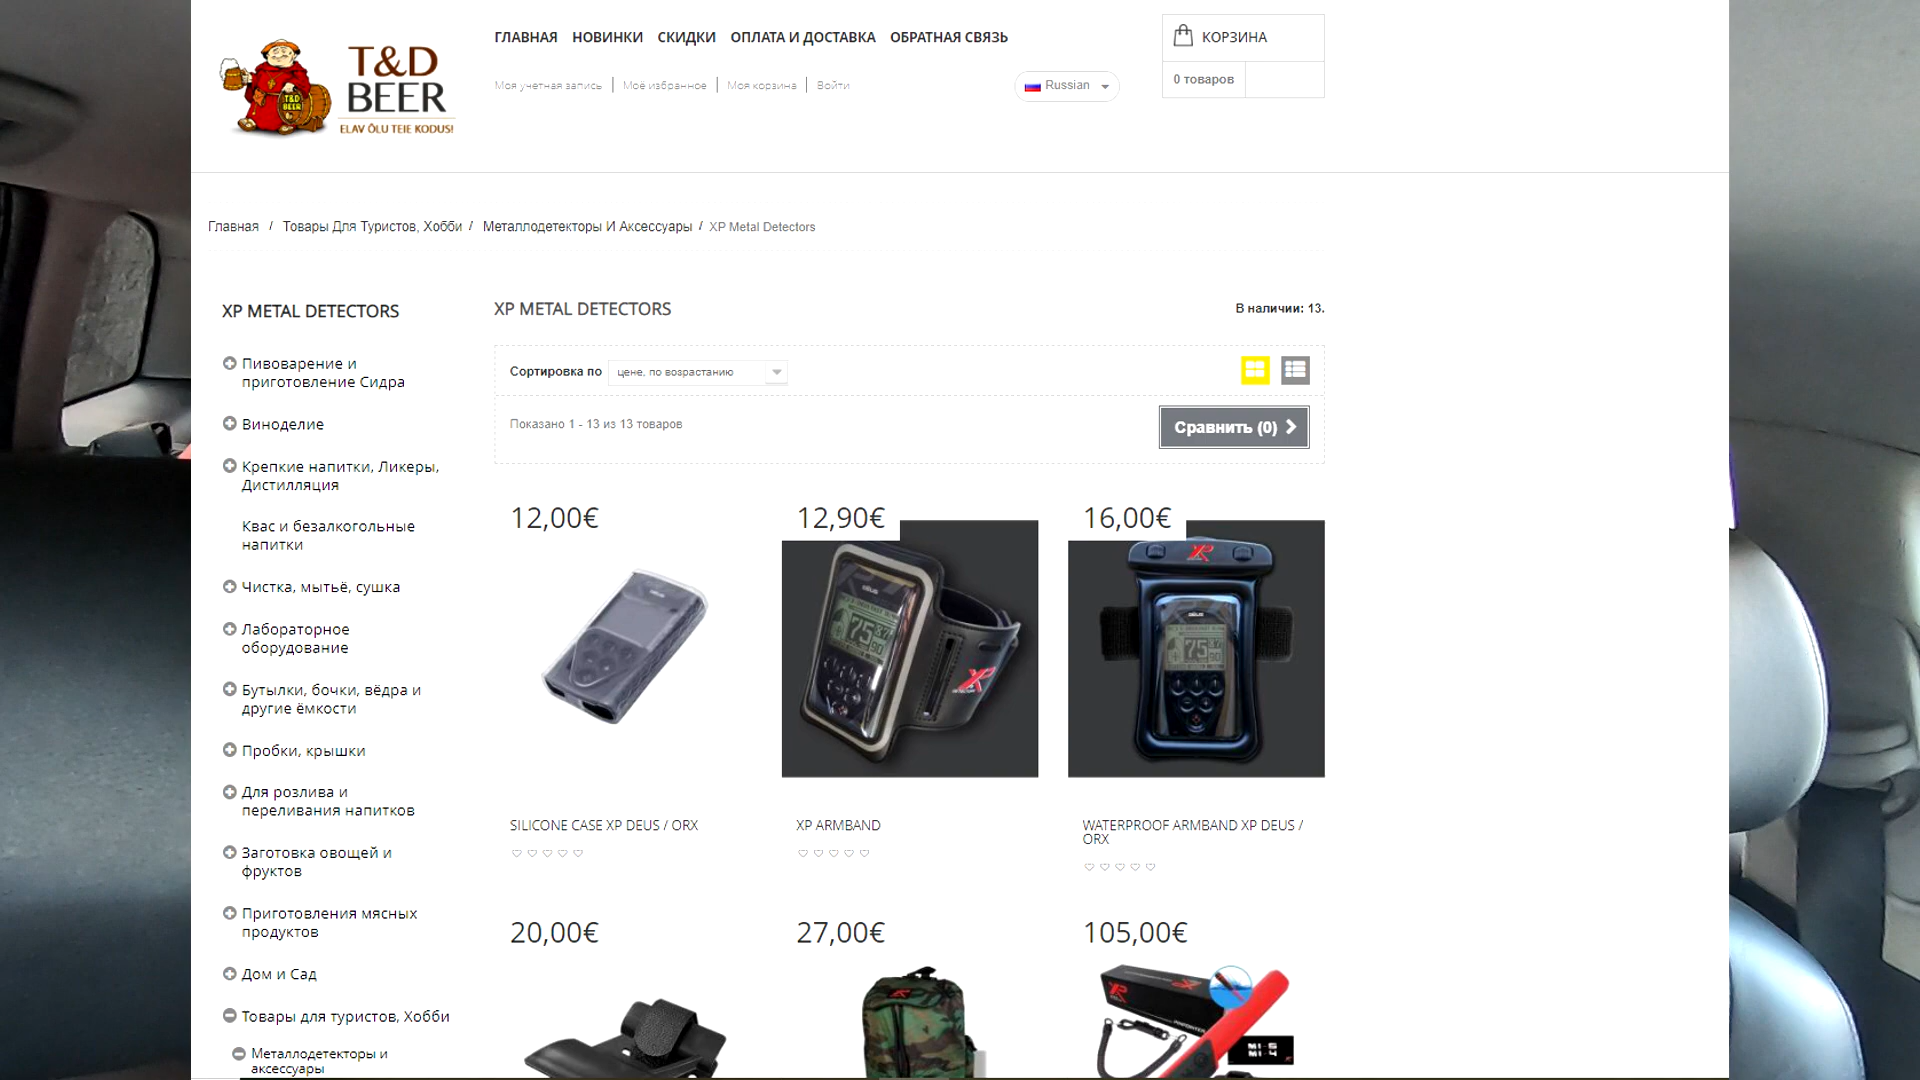 T&D
BEER
ELAV ÕLU TEIE KODUS!
ГЛАВНАЯ НОВИНКИ СКИДКИ ОПЛАТА И ДОСТАВКА ОБРАТНАЯ СВЯЗЬ
Моя учетная запись Моё избранное Моя корзина Войти
Russian
КОРЗИНА
0 товаров
Главная / Товары Для Туристов, Хобби / Металлодетекторы И Аксессуары / XP Metal Detectors
XP METAL DETECTORS
Пивоварение и
приготовление Сидра
Виноделие
Крепкие напитки, Ликеры,
Дистилляция
Квас и безалкогольные
напитки
Чистка, мытьё, сушка
Лабораторное
оборудование
Бутылки, бочки, вёдра и
другие ёмкости
Пробки, крышки
Для розлива и
переливания напитков
Заготовка овощей и
фруктов
Приготовления мясных
продуктов
Дом и Сад
Товары для туристов, Хобби
Металлодетекторы и
аксессуары
XP METAL DETECTORS
В наличии: 13.
Сортировка по цене, по возрастанию
Показано 1 - 13 из 13 товаров
Сравнить (0)
12,00€ 12,90€ 16,00€
SILICONE CASE XP DEUS / ORX
XP ARMBAND
WATERPROOF ARMBAND XP DEUS /
ORX
20,00€ 27,00€ 105,00€
MI-6
MI-4